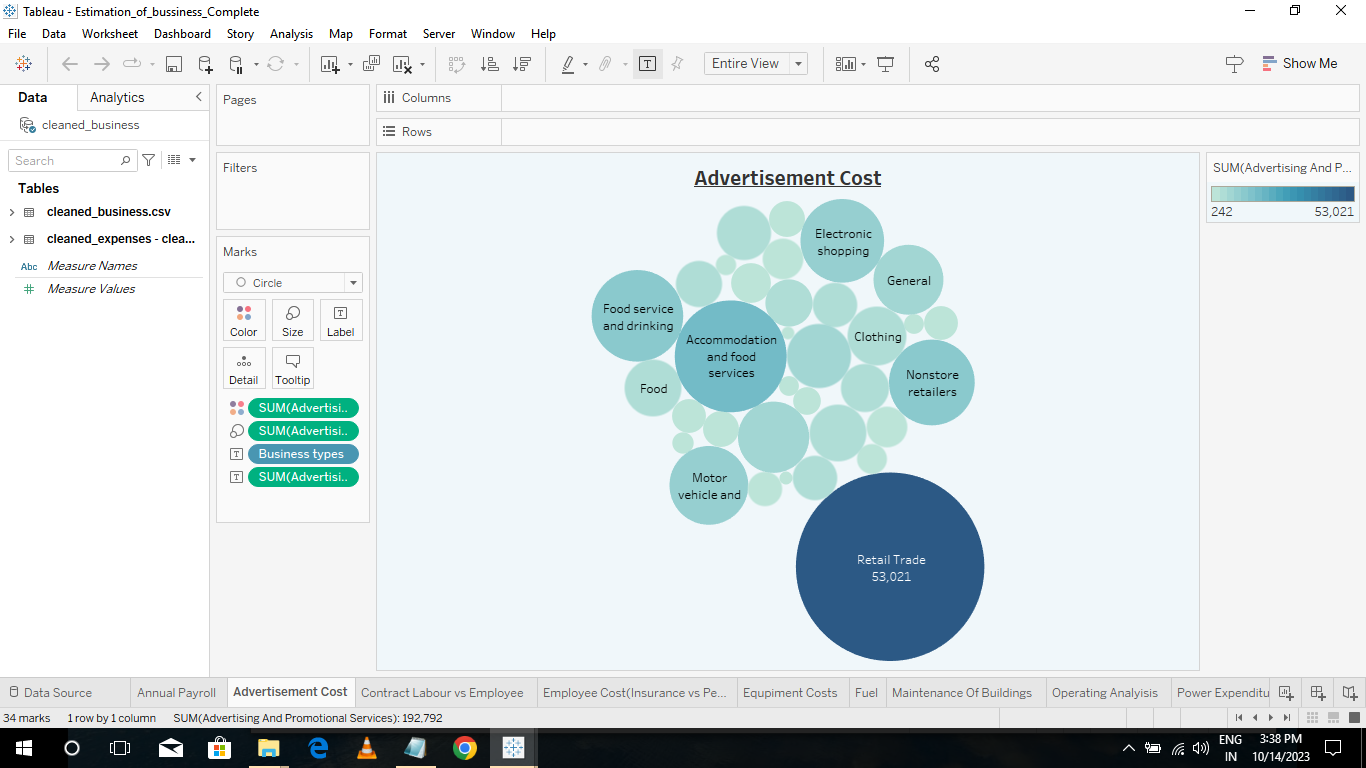 Tableau - Estimation_of_bussiness_Complete
File Data Worksheet Dashboard Story Analysis Map Format Server Window Help
Entire View
Show Me
Data Analytics
cleaned_business
Search
Tables
cleaned_business.csv
cleaned_expenses - clea...
Abc Measure Names
# Measure Values
Pages
Filters
Marks
Circle
Color Size Label
Detail Tooltip
SUM(Advertisi..
SUM(Advertisi..
Business types
SUM(Advertisi..
Columns
Rows
Advertisement Cost
Electronic
shopping
General
Food service
and drinking
Accommodation
and food
services
Clothing
Nonstore
retailers
Food
Motor
vehicle and
Retail Trade
53,021
SUM(Advertising And P...
242 53,021
Data Source Annual Payroll Advertisement Cost Contract Labour vs Employee Employee Cost(Insurance vs Pe... Equpiment Costs Fuel Maintenance Of Buildings Operating Analyisis Power Expenditu
34 marks 1 row by 1 column SUM(Advertising And Promotional Services): 192,792
ENG
IN
3:38 PM
10/14/2023